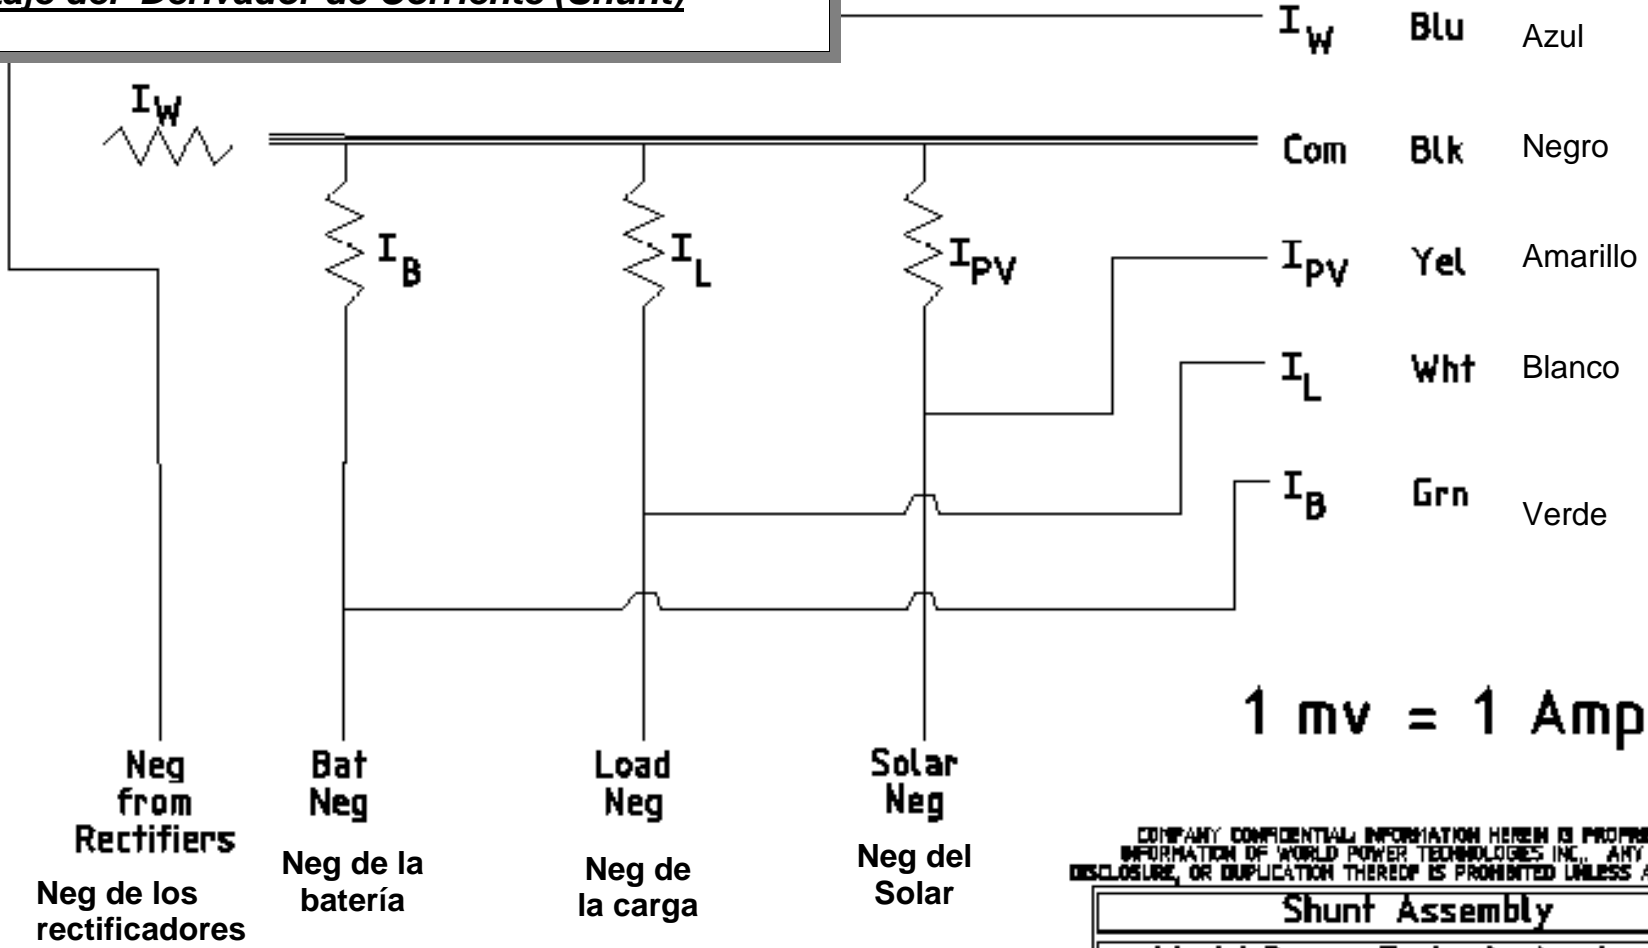 del Derivador de Corriente (Shunt)
I_W Blu Azul
I_W
Com Blk Negro
I_B
I_L
I_PV
I_PV Yel Amarillo
I_L Wht Blanco
I_B Grn Verde
1 mv = 1 Amp
Neg
from
Rectifiers
Neg de los
rectificadores
Bat
Neg
Neg de la
batería
Load
Neg
Neg de
la carga
Solar
Neg
Neg del
Solar
COMPANY CONFIDENTIAL: INFORMATION HEREIN IS
INFORMATION OF WORLD POWER TECHNOLOGIES INC., ANY
DISCLOSURE, OR DUPLICATION THEREOF IS PROHIBITED UNLESS
Shunt Assembly